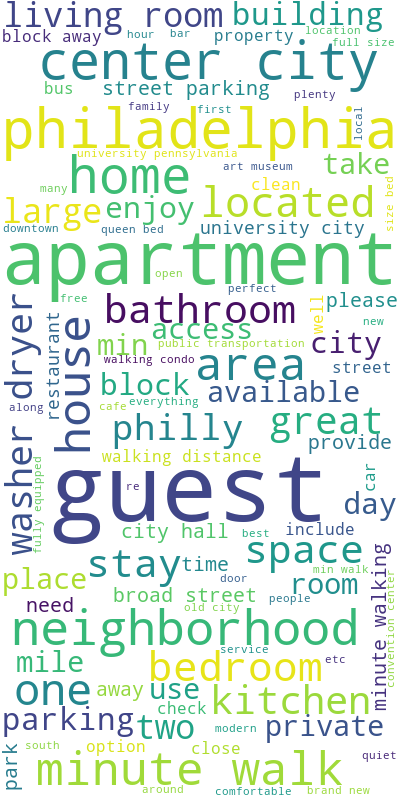 living room building
block away hour bar property location
full size
center city
bus street parking
family first plenty
philadelphia
local
university pennsylvania
art museum
home take
many clean
large enjoy located
size bed
downtown queen bed university city
apartment
open
perfect
free bathroom please
well
new
access
min public transportation city
walking condo
house area street
restaurant
washer dryer
block available
along cafe everything
philly great
provide
walking distance
fully equipped
car
guest
re
day
city hall best include
space
stay time min walk
door
place room
broad street people
need old city
minute walking
convention center
neighborhood
service
mile bedroom etc
one away use kitchen
check
parking two private
modern
south option close quiet
park
minute walk
around comfortable brand new